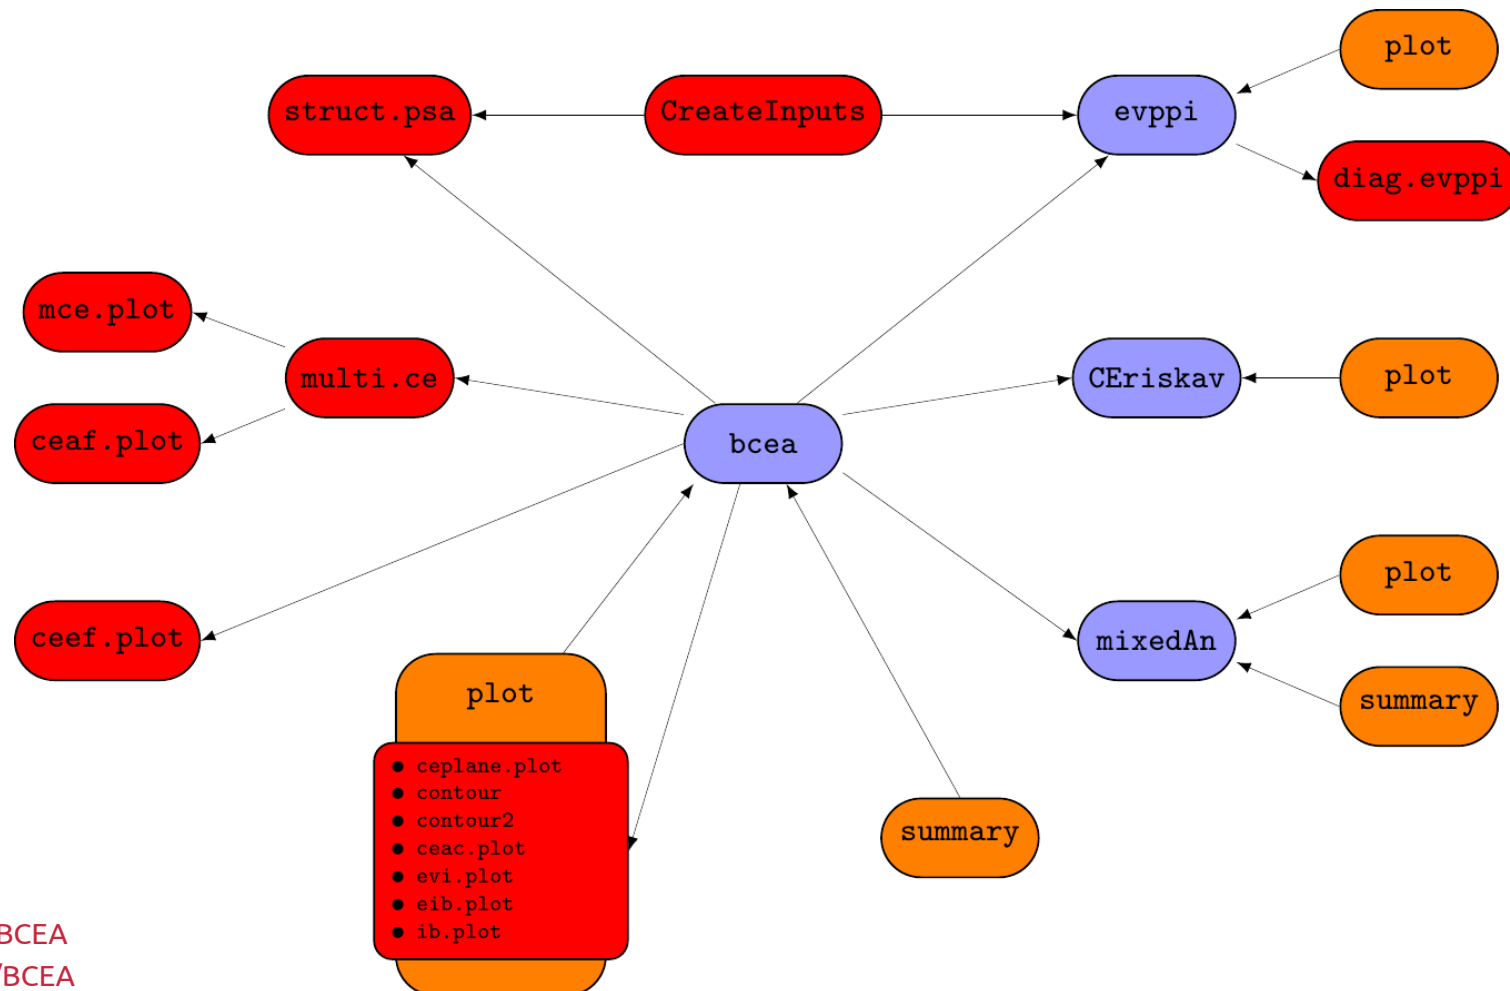 plot
struct.psa
CreateInputs
evppi
diag.evppi
mce.plot
multi.ce
CEriskav
plot
ceaf.plot
bcea
plot
ceef.plot
mixedAn
plot
summary
● ceplane.plot
● contour
● contour2
● ceac.plot
● evi.plot
● eib.plot
● ib.plot
summary
BCEA
/BCEA